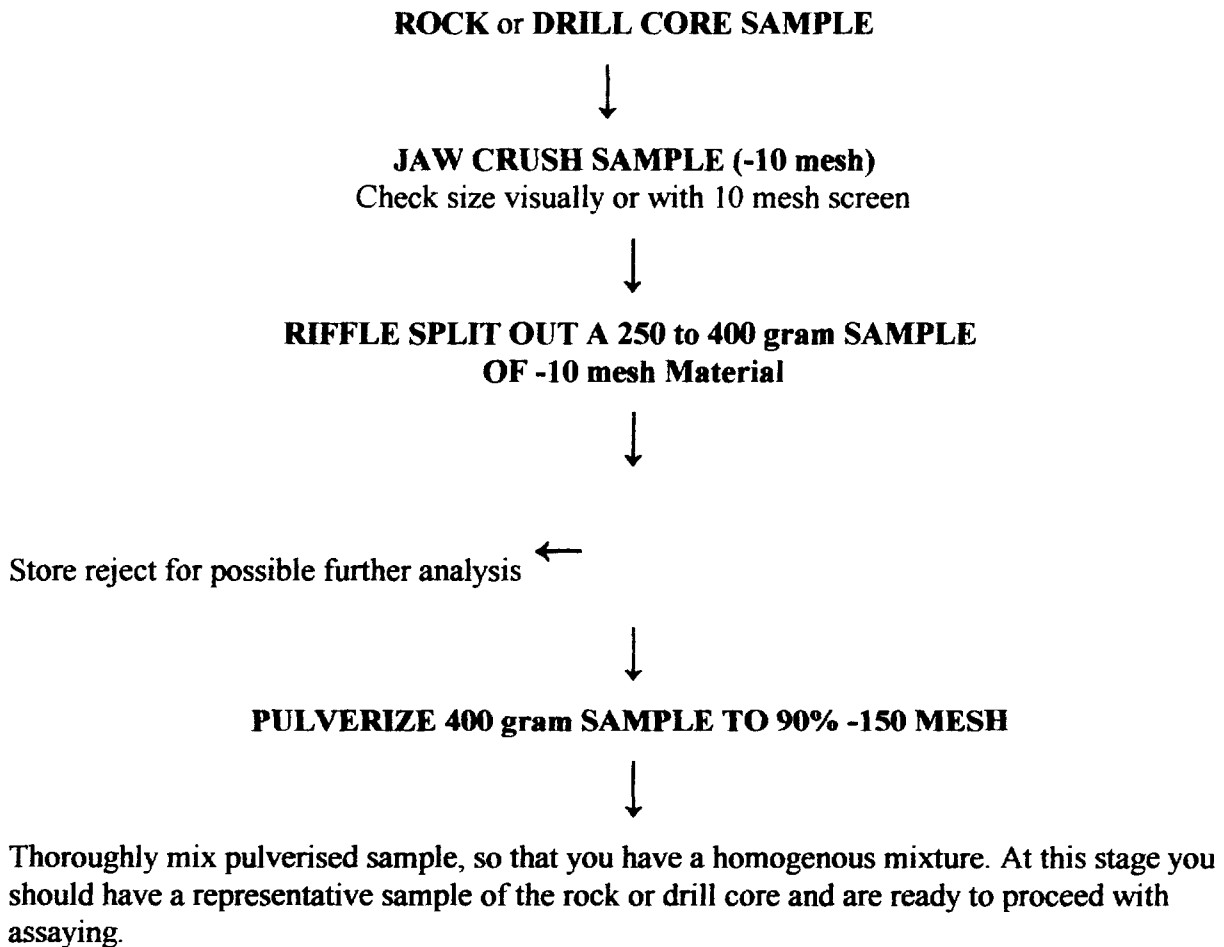 ROCK or DRILL CORE SAMPLE
JAW CRUSH SAMPLE (-10 mesh)
Check size visually or with 10 mesh screen
RIFFLE SPLIT OUT A 250 to 400 gram SAMPLE
OF -10 mesh Material
Store reject for possible further analysis
PULVERIZE 400 gram SAMPLE TO 90% -150 MESH
Thoroughly mix pulverised sample, so that you have a homogenous mixture. At this stage you
should have a representative sample of the rock or drill core and are ready to proceed with
assaying.